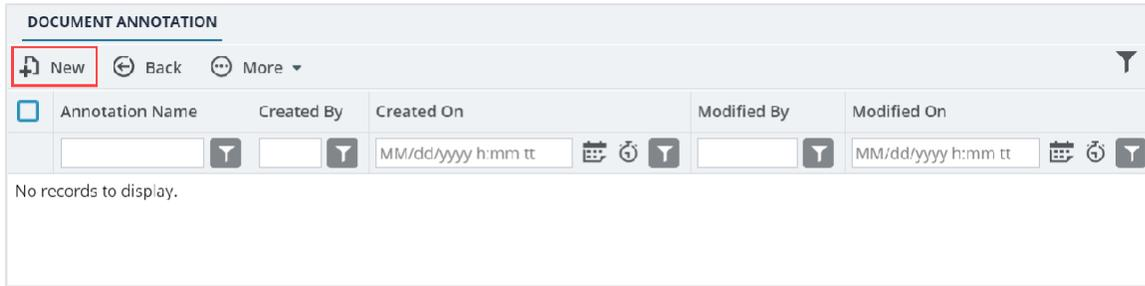 DOCUMENT ANNOTATION
New Back More
Annotation Name Created By Created On Modified By Modified On
MM/dd/yyyy h:mm tt MM/dd/yyyy h:mm tt
No records to display.